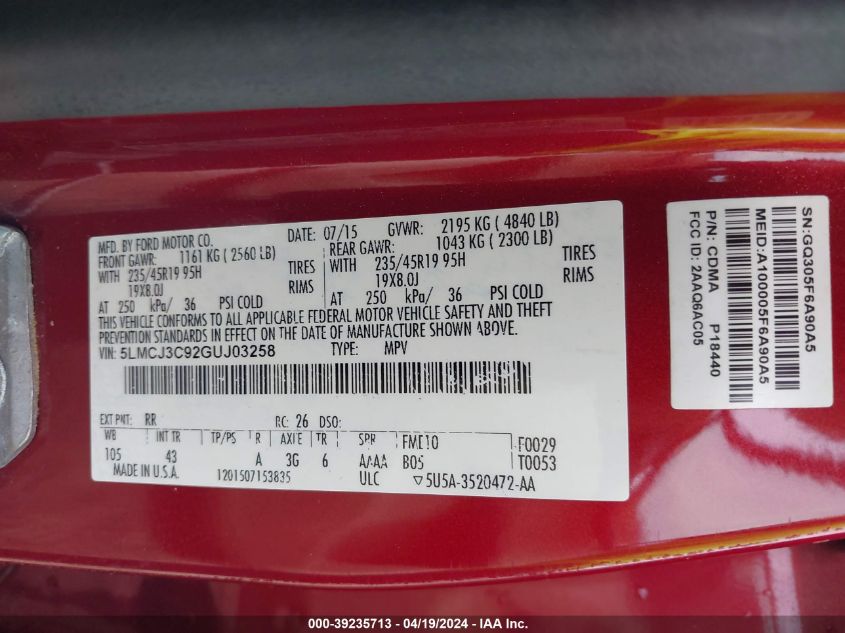 MFD. BY FORD MOTOR CO.
DATE: 07/15 GVWR: 2195 KG ( 4840 LB)
FRONT GAWR: 1161 KG ( 2560 LB) REAR GAWR: 1043 KG ( 2300 LB)
WITH 235/45R19 95H TIRES WITH 235/45R19 95H TIRES
19X8.0J RIMS 19X8.0J RIMS
AT 250 kPa/ 36 PSI COLD AT 250 kPa/ 36 PSI COLD
THIS VEHICLE CONFORMS TO ALL APPLICABLE FEDERAL MOTOR VEHICLE SAFETY AND THEFT
PREVENTION STANDARDS IN EFFECT ON THE DATE OF MANUFACTURE SHOWN ABOVE.
VIN: 5LMCJ3C92GUJ03258 TYPE: MPV
EXT PNT: RR RC: 26 DSO:
WB INT TR TP/PS R AXLE TR SPR FME10 F0029
105 43 A 3G 6 AAAA B05 T0053
MADE IN U.S.A. 1201507153835 ULC ▽5U5A-3520472-AA
SN:GQ305F6A90A5
MEID:A100005F6A90A5
P/N: CDMA P18440
FCC ID: 2AAQ6AC05
000-39235713 - 04/19/2024 - IAA Inc.